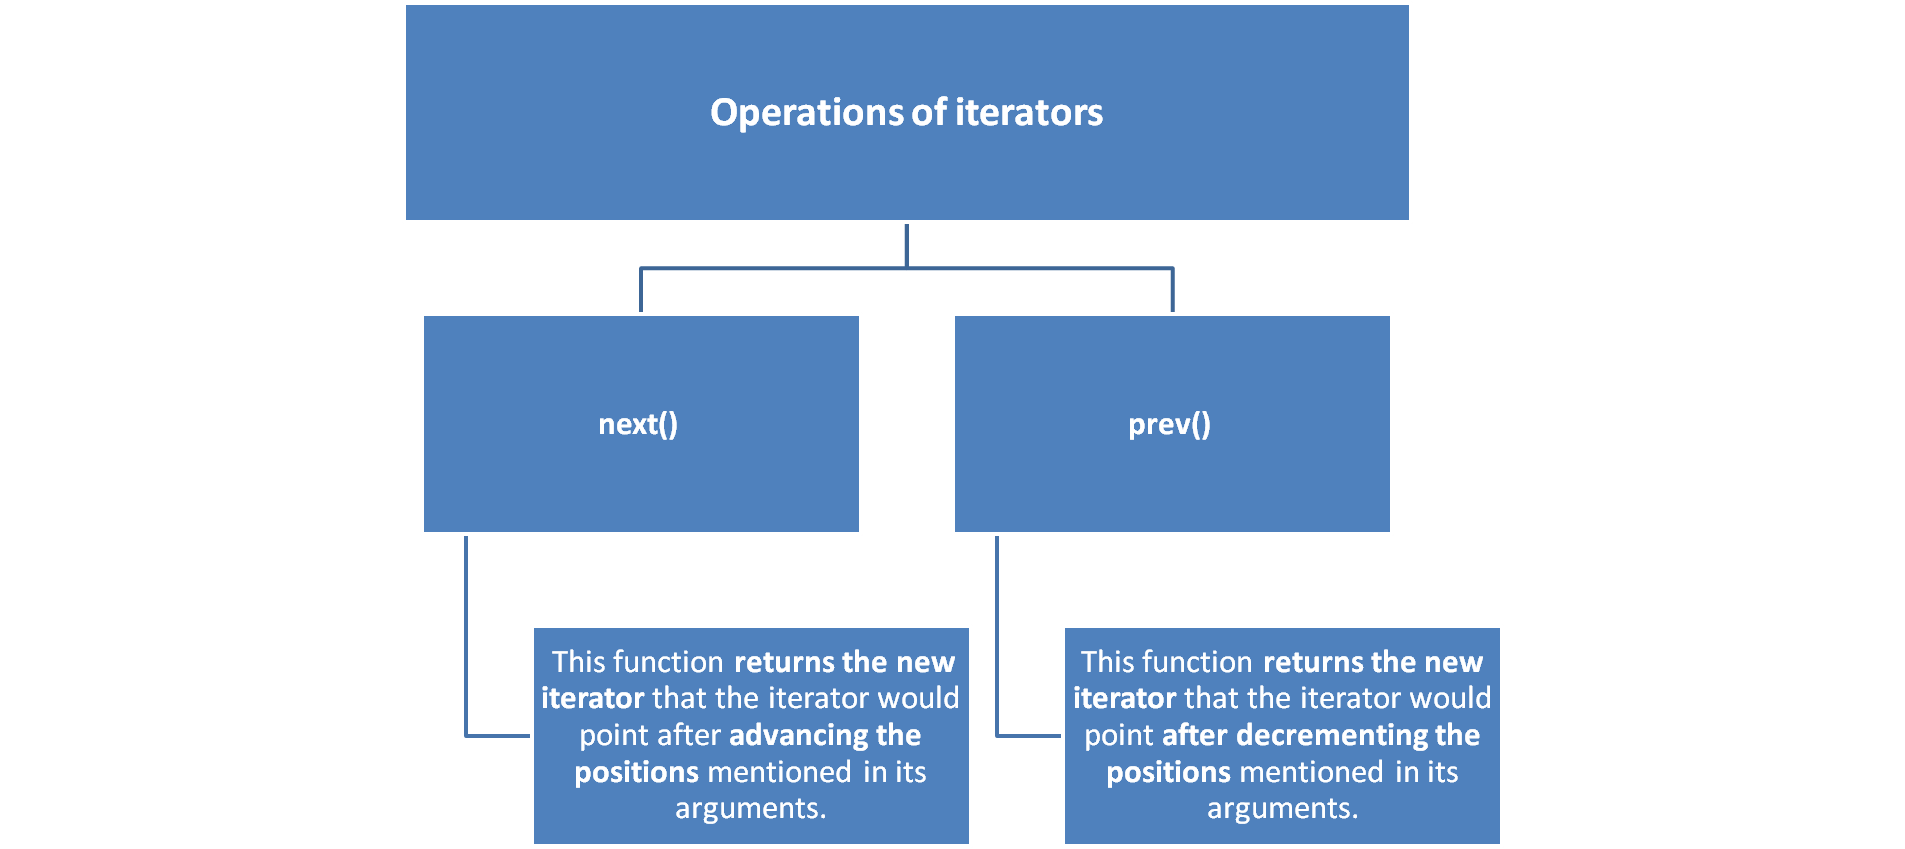 Operations of iterators
next()
prev()
This function returns the new
iterator that the iterator would
point after advancing the
positions mentioned in its
arguments.
This function returns the new
iterator that the iterator would
point after decrementing the
positions mentioned in its
arguments.